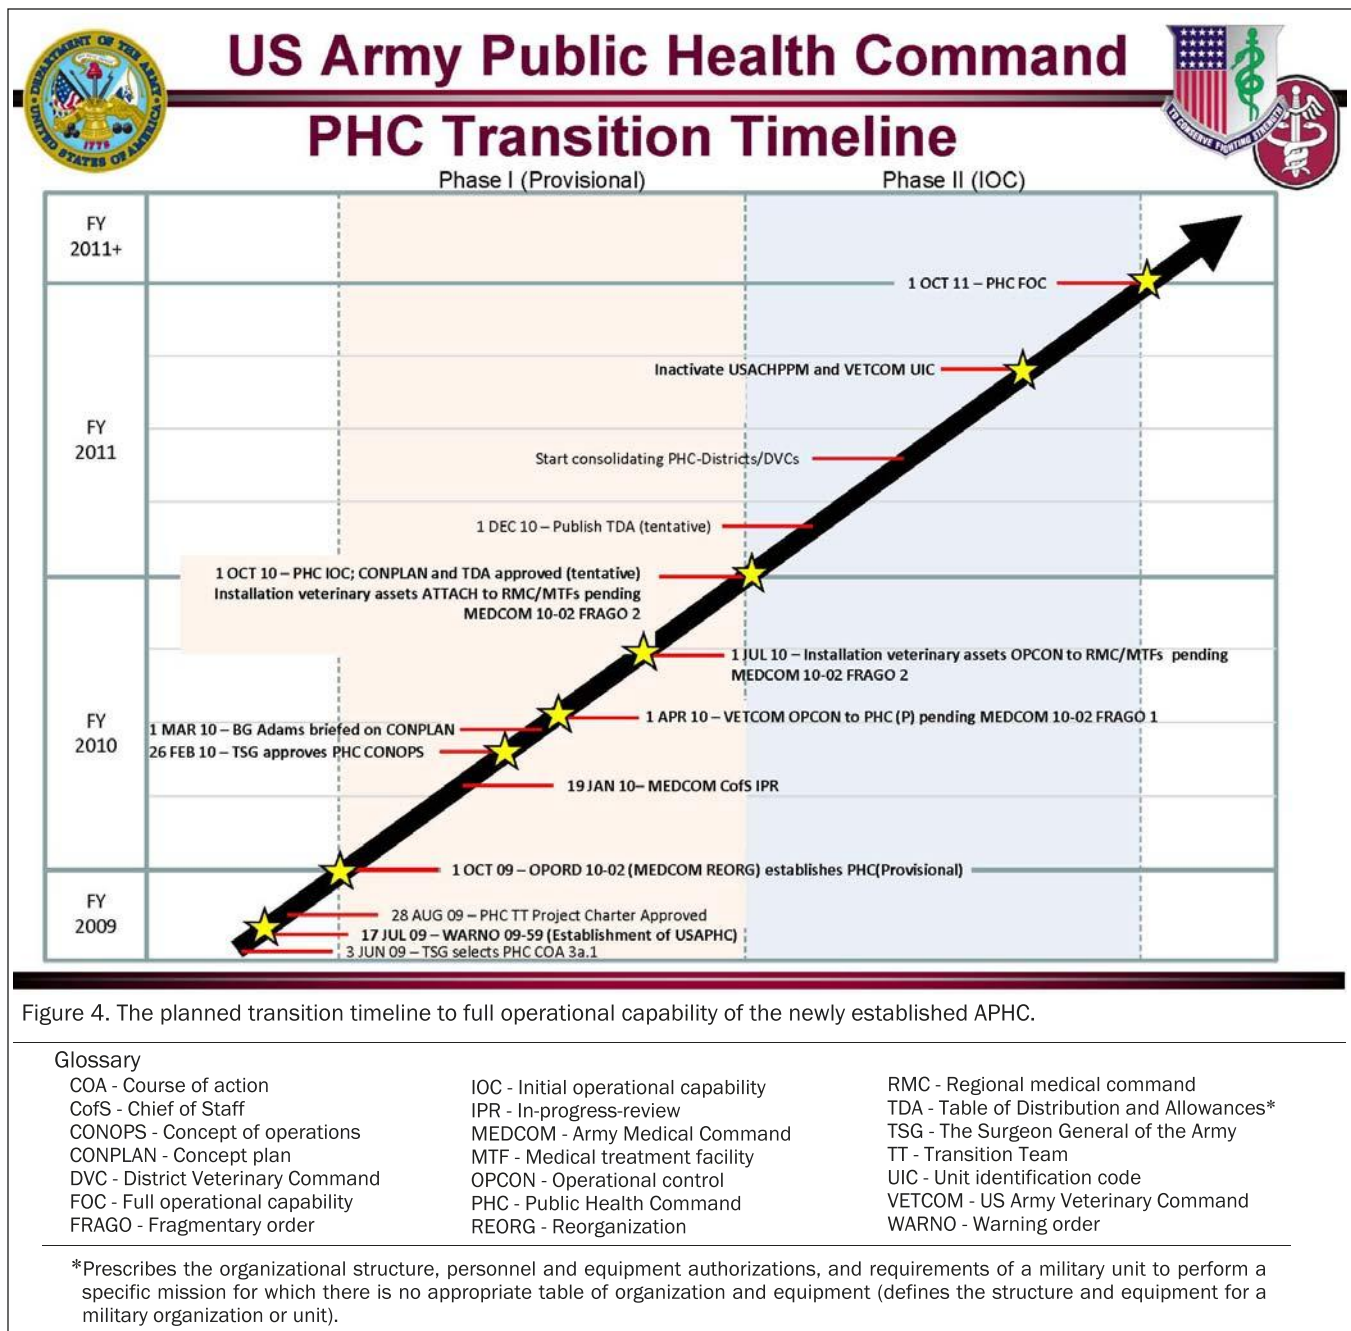 US Army Public Health Command
PHC Transition Timeline
DEPARTMENT OF THE ARMY
UNITED STATES OF AMERICA
1775
Phase I (Provisional)
Phase II (IOC)
FY
2011+
1 OCT 11 – PHC FOC
Inactivate USACHPPM and VETCOM UIC
FY
2011
Start consolidating PHC-Districts/DVCs
1 DEC 10 – Publish TDA (tentative)
1 OCT 10 – PHC IOC; CONPLAN and TDA approved (tentative)
Installation veterinary assets ATTACH to RMC/MTFs pending
MEDCOM 10-02 FRAGO 2
1 JUL 10 – Installation veterinary assets OPCON to RMC/MTFs pending
MEDCOM 10-02 FRAGO 2
1 APR 10 – VETCOM OPCON to PHC (P) pending MEDCOM 10-02 FRAGO 1
FY
2010
1 MAR 10 – BG Adams briefed on CONPLAN
26 FEB 10 – TSG approves PHC CONOPS
19 JAN 10– MEDCOM CofS IPR
1 OCT 09 – OPORD 10-02 (MEDCOM REORG) establishes PHC(Provisional)
FY
2009
28 AUG 09 – PHC TT Project Charter Approved
17 JUL 09 – WARNO 09-59 (Establishment of USAPHC)
3 JUN 09 – TSG selects PHC COA 3a.1
Figure 4. The planned transition timeline to full operational capability of the newly established APHC.
Glossary
COA - Course of action
CofS - Chief of Staff
CONOPS - Concept of operations
CONPLAN - Concept plan
DVC - District Veterinary Command
FOC - Full operational capability
FRAGO - Fragmentary order
IOC - Initial operational capability
IPR - In-progress-review
MEDCOM - Army Medical Command
MTF - Medical treatment facility
OPCON - Operational control
PHC - Public Health Command
REORG - Reorganization
RMC - Regional medical command
TDA - Table of Distribution and Allowances*
TSG - The Surgeon General of the Army
TT - Transition Team
UIC - Unit identification code
VETCOM - US Army Veterinary Command
WARNO - Warning order
*Prescribes the organizational structure, personnel and equipment authorizations, and requirements of a military unit to perform a
specific mission for which there is no appropriate table of organization and equipment (defines the structure and equipment for a
military organization or unit).